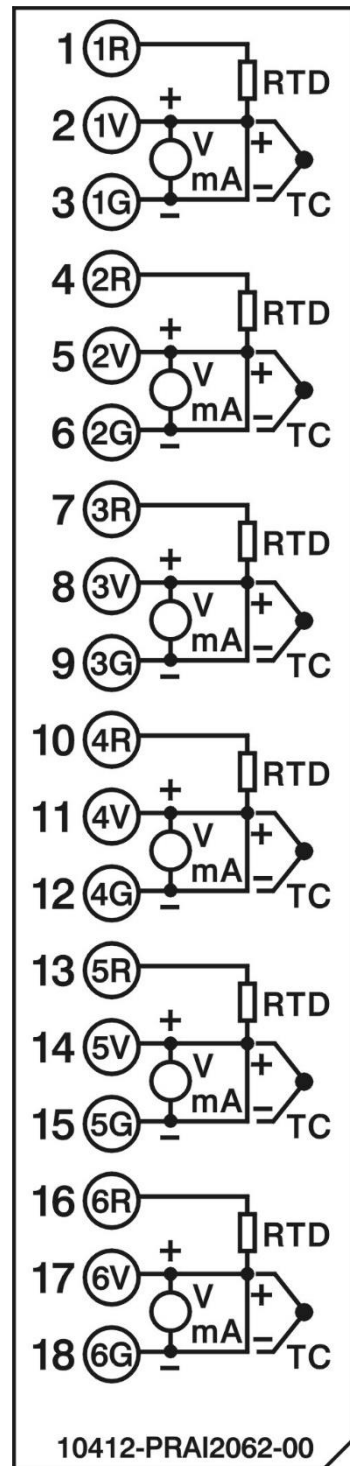 1 1R RTD
+
2 1V V +
mA −
3 1G − TC
4 2R RTD
+
5 2V V +
mA −
6 2G − TC
7 3R RTD
+
8 3V V +
mA −
9 3G − TC
10 4R RTD
+
11 4V V +
mA −
12 4G − TC
13 5R RTD
+
14 5V V +
mA −
15 5G − TC
16 6R RTD
+
17 6V V +
mA −
18 6G − TC
10412-PRAI2062-00